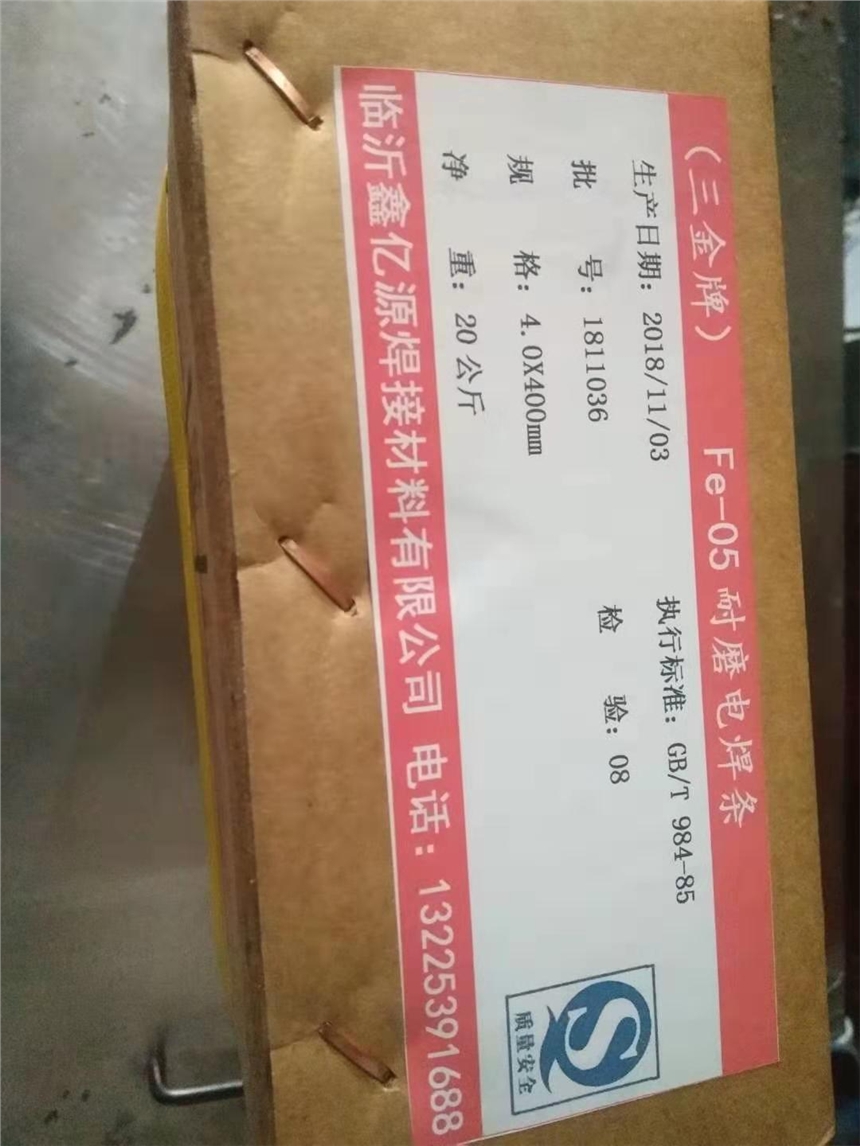 （三金牌） Fe-05 耐磨电焊条
生产日期：2018/11/03 执行标准：GB/T 984-85
批 号：1811036 检 验：08
规 格：4.0X400mm
净 重：20公斤
质量安全
临沂鑫亿源焊接材料有限公司 电话：13225391688